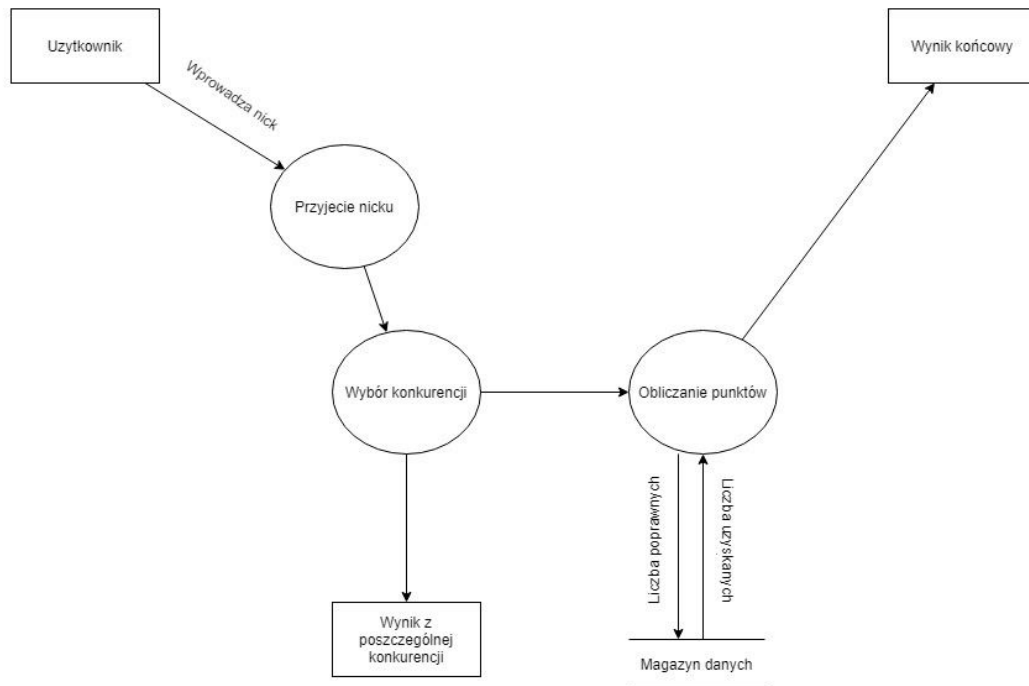 Uzytkownik
Wynik końcowy
Wprowadza nick
Przyjecie nicku
Wybór konkurencji
Obliczanie punktów
Liczba poprawnych
Liczba uzyskanych
Wynik z
poszczególnej
konkurencji
Magazyn danych